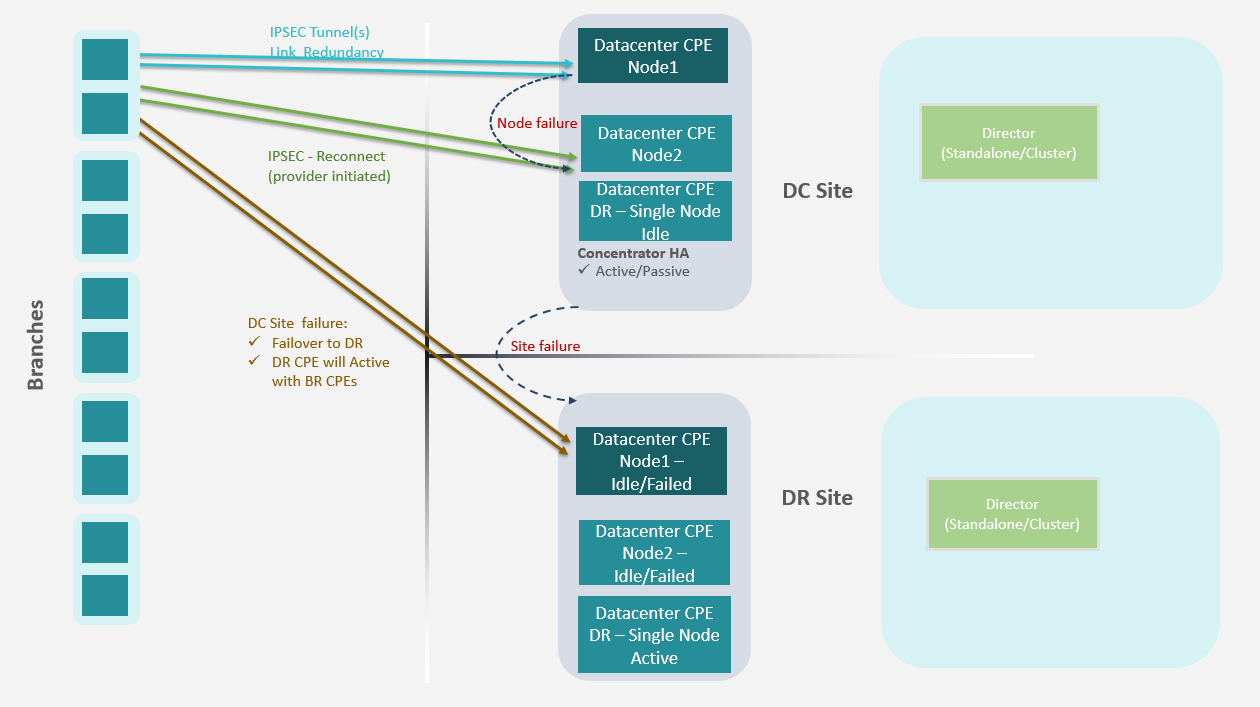 IPSEC Tunnel(s)
Link Redundancy
Datacenter CPE
Node1
Node failure
Datacenter CPE
Node2
IPSEC - Reconnect
(provider initiated)
Datacenter CPE
DR – Single Node
Idle
Concentrator HA
✓ Active/Passive
DC Site
Director
(Standalone/Cluster)
Branches
DC Site failure:
✓ Failover to DR
✓ DR CPE will Active
with BR CPEs
Site failure
Datacenter CPE
Node1 –
Idle/Failed
Datacenter CPE
Node2 –
Idle/Failed
Datacenter CPE
DR – Single Node
Active
DR Site
Director
(Standalone/Cluster)